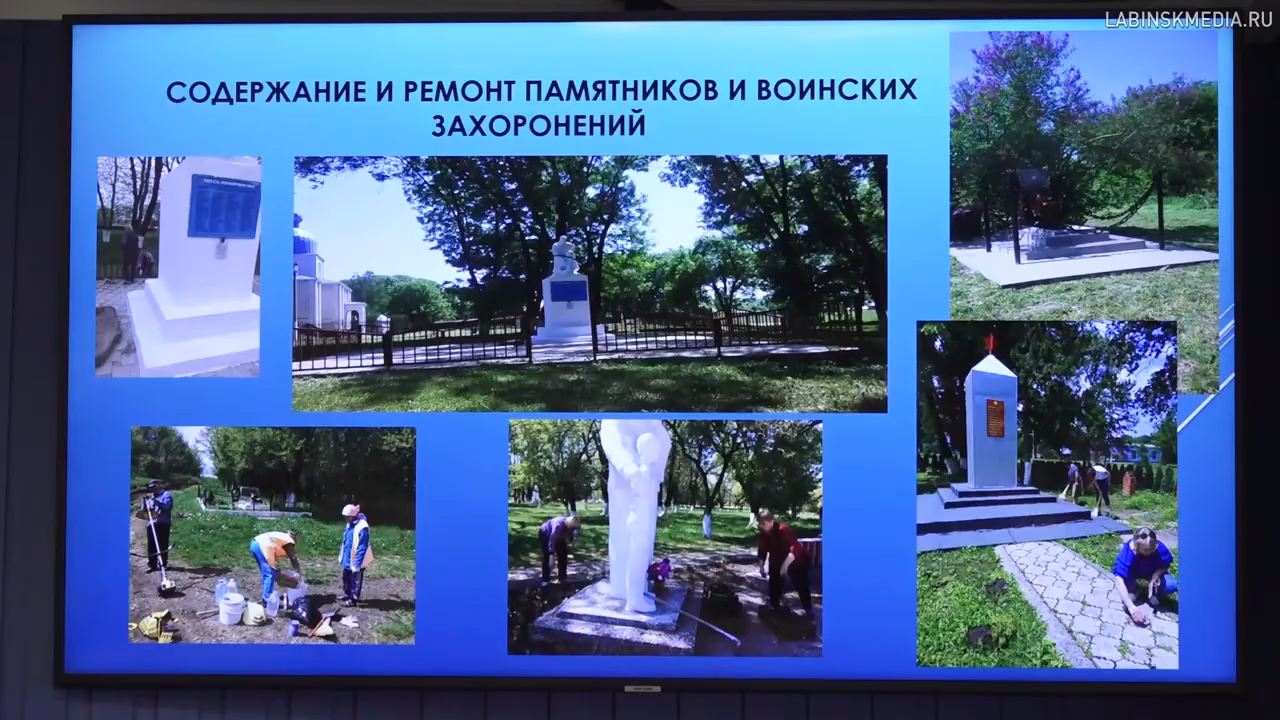 LABINSKMEDIA.RU
СОДЕРЖАНИЕ И РЕМОНТ ПАМЯТНИКОВ И ВОИНСКИХ
ЗАХОРОНЕНИЙ